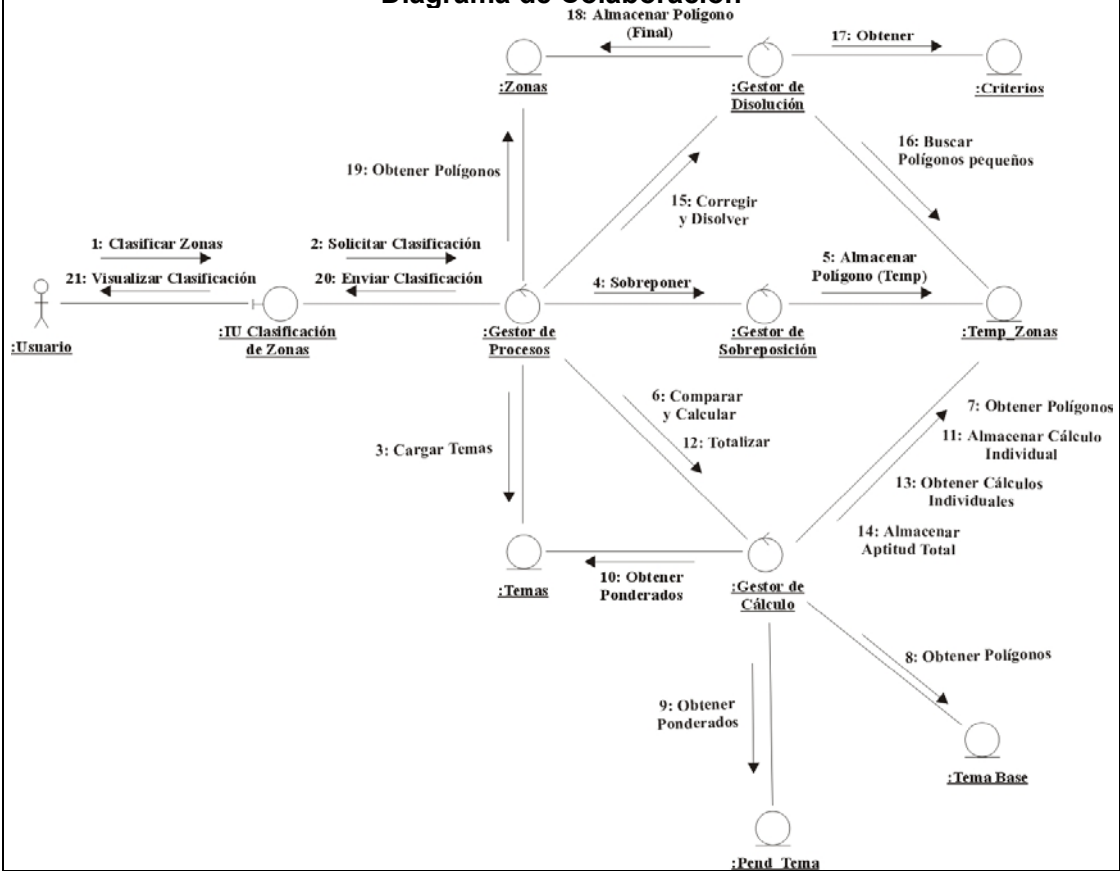 Diagrama de Colaboración
18: Almacenar Polígono
(Final)
17: Obtener
:Zonas
:Gestor de
Disolución
:Criterios
16: Buscar
Polígonos pequeños
19: Obtener Polígonos
15: Corregir
y Disolver
1: Clasificar Zonas
2: Solicitar Clasificación
5: Almacenar
Polígono (Temp)
21: Visualizar Clasificación
20: Enviar Clasificación
4: Sobreponer
:Usuario
:IU Clasificación
de Zonas
:Gestor de
Procesos
:Gestor de
Sobreposición
:Temp_Zonas
6: Comparar
y Calcular
7: Obtener Polígonos
12: Totalizar
11: Almacenar Cálculo
Individual
3: Cargar Temas
13: Obtener Cálculos
Individuales
14: Almacenar
Aptitud Total
10: Obtener
Ponderados
:Temas
:Gestor de
Cálculo
8: Obtener Polígonos
9: Obtener
Ponderados
:Tema Base
:Pend_Tema